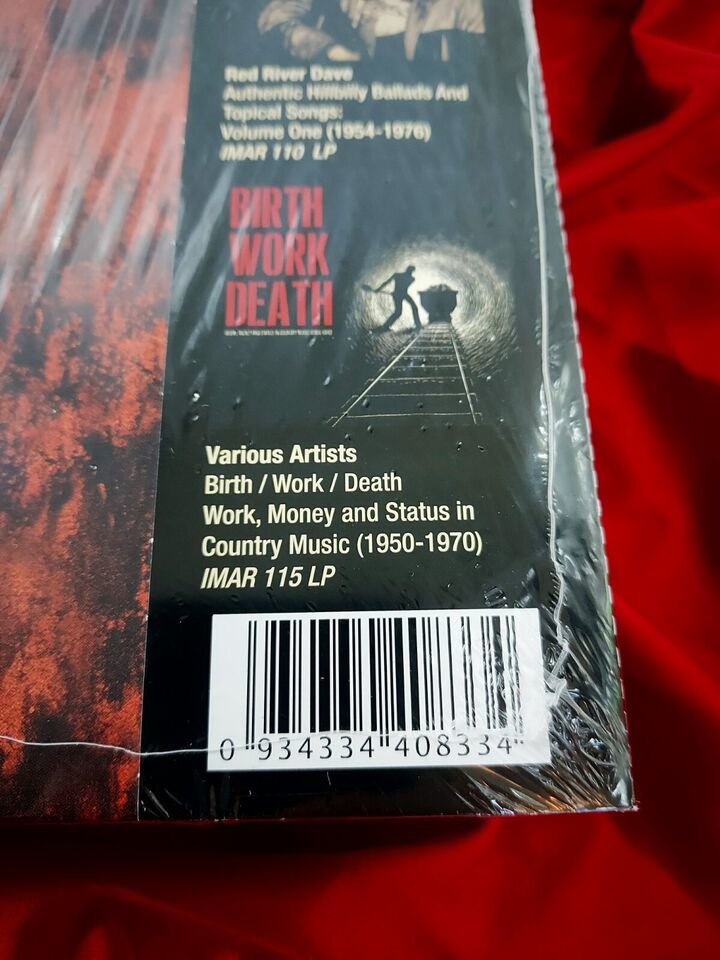 Red River Dave
Authentic Hillbilly Ballads And
Topical Songs:
Volume One (1954-1976)
IMAR 110 LP
BIRTH
WORK
DEATH
Various Artists
Birth / Work / Death
Work, Money and Status in
Country Music (1950-1970)
IMAR 115 LP
0 934334 408334